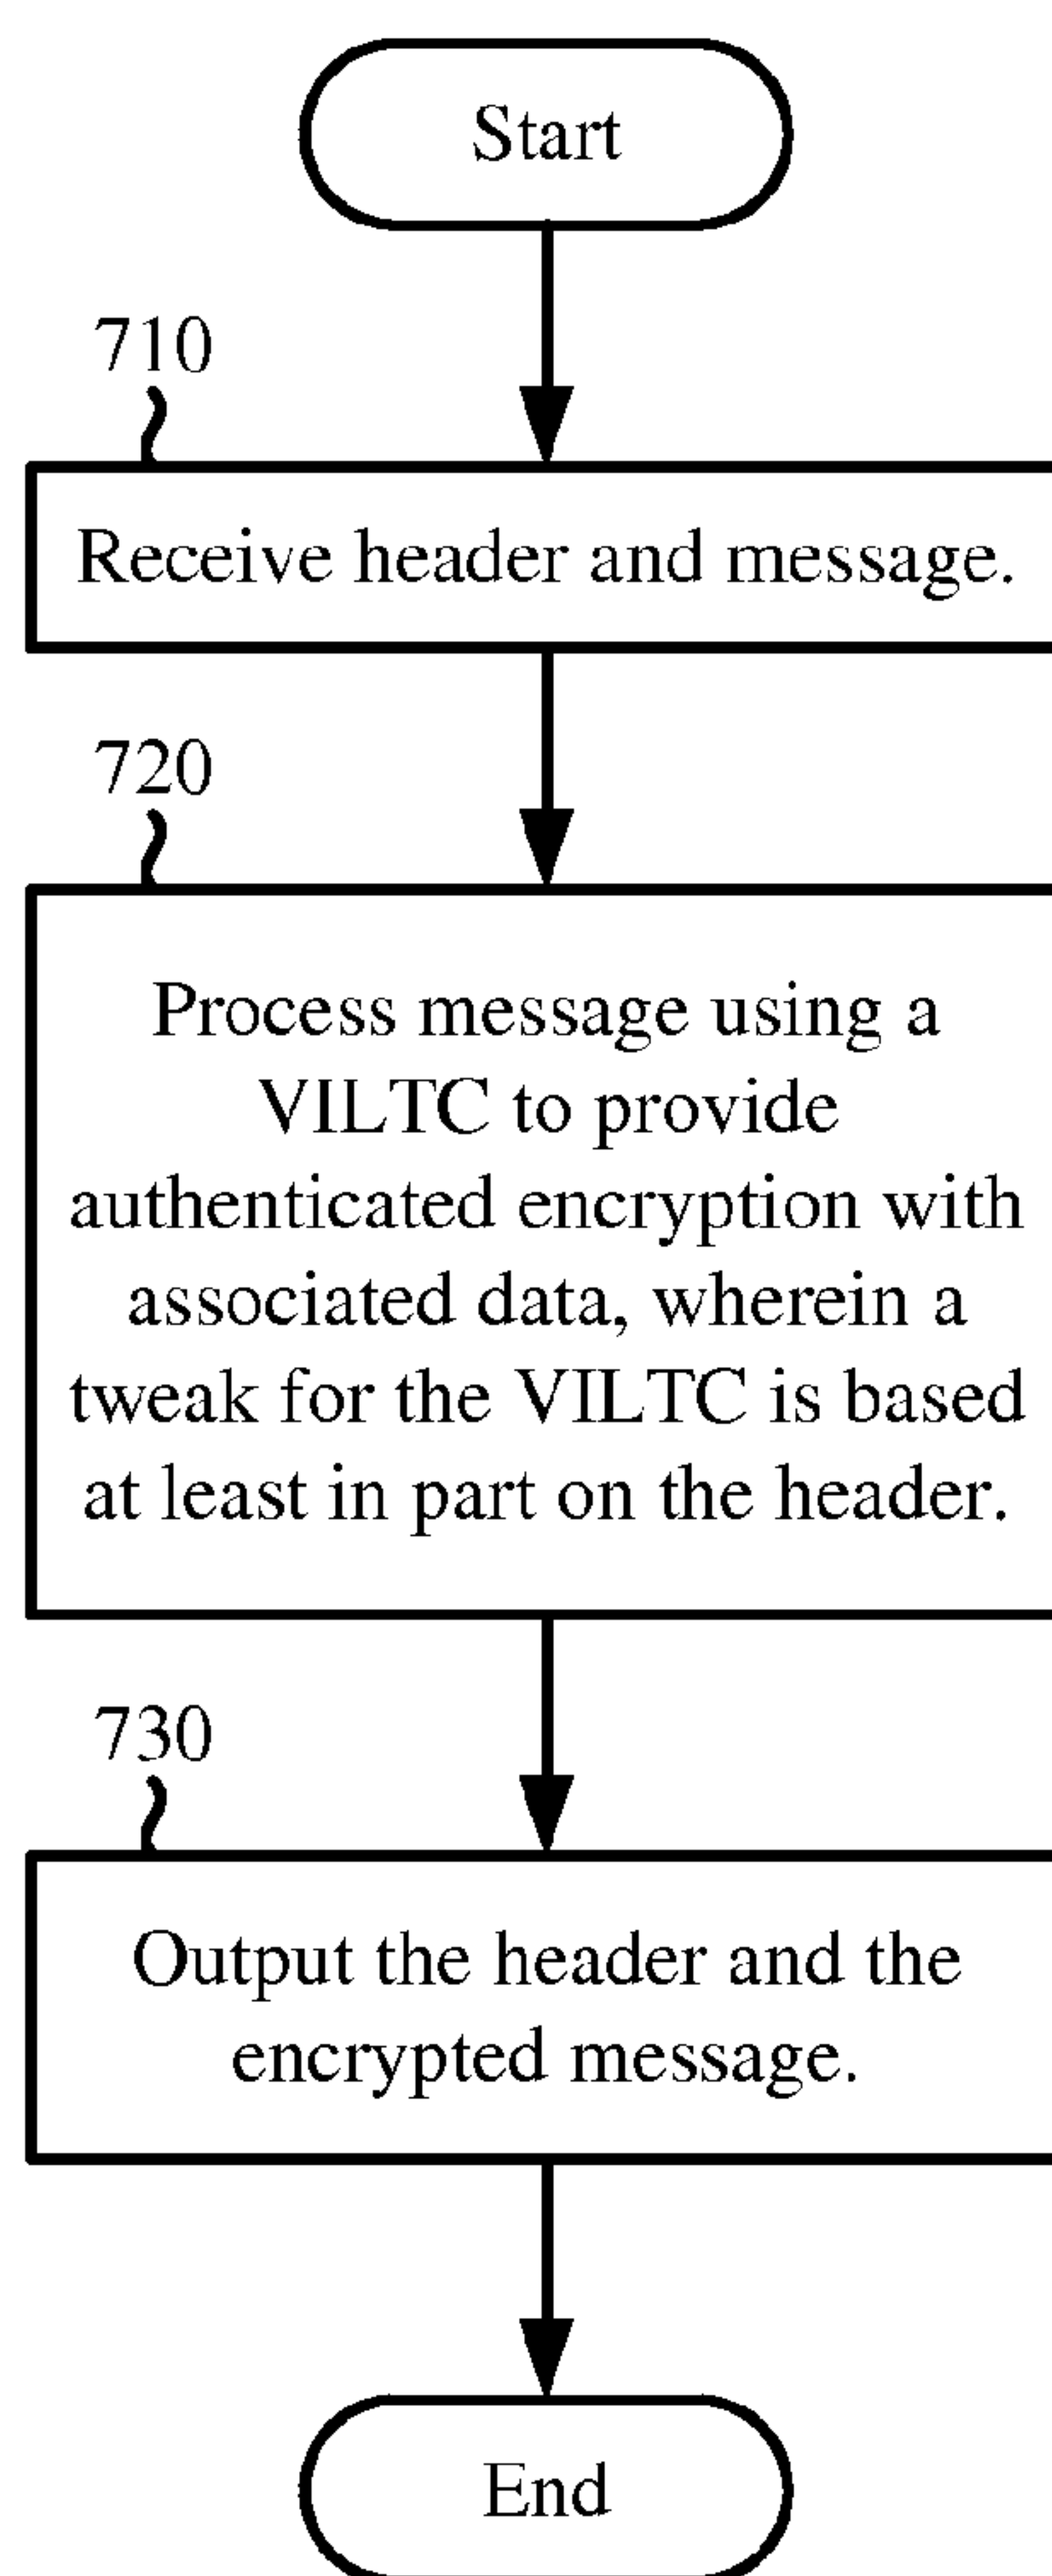 Start
710
Receive header and message.
720
Process message using a
VILTC to provide
authenticated encryption with
associated data, wherein a
tweak for the VILTC is based
at least in part on the header.
730
Output the header and the
encrypted message.
End